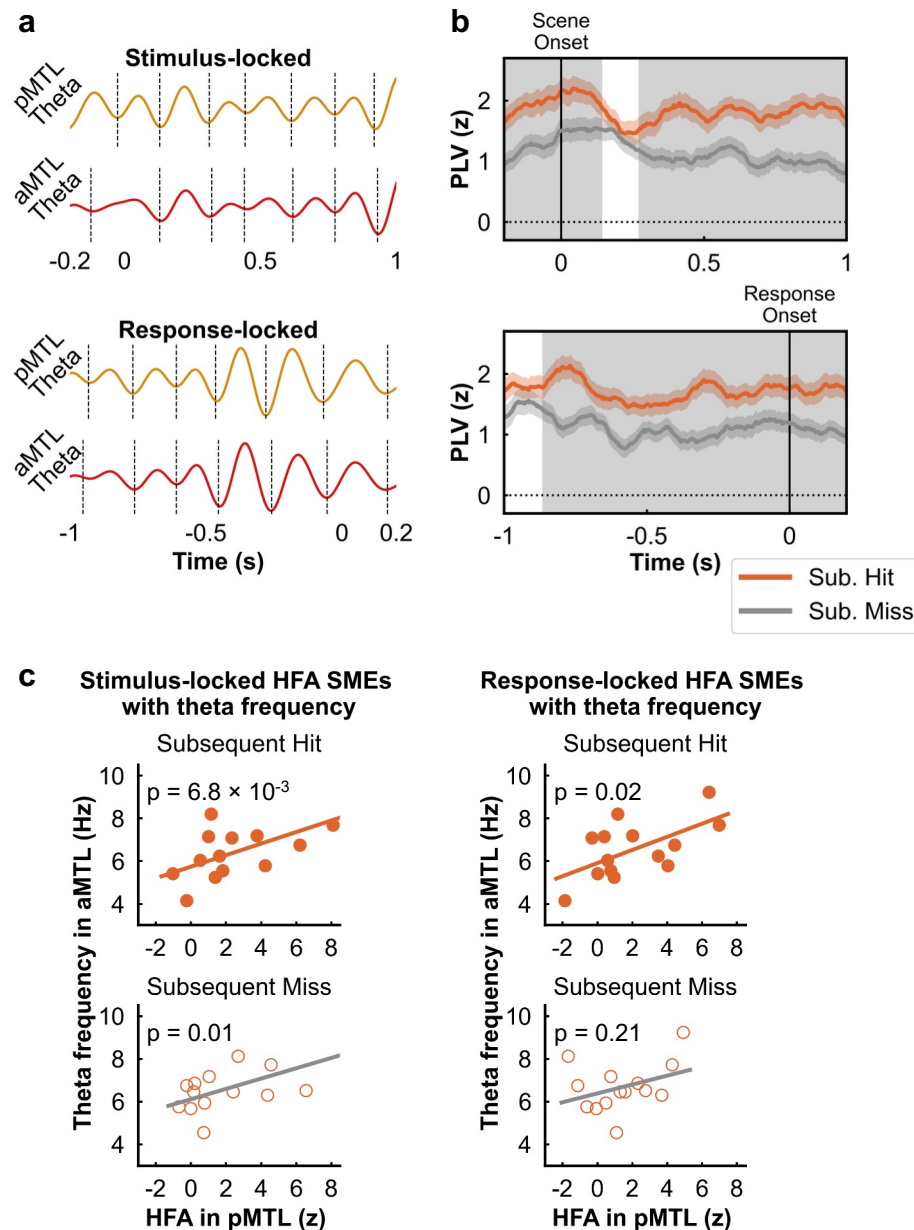 a
Stimulus-locked
pMTL
Theta
aMTL
Theta
-0.2 0 0.5 1
Response-locked
pMTL
Theta
aMTL
Theta
-1 -0.5 0 0.2
Time (s)
b
Scene
Onset
PLV (z)
2
1
0
0 0.5 1
Response
Onset
PLV (z)
2
1
0
-1 -0.5 0
Time (s)
Sub. Hit
Sub. Miss
c
Stimulus-locked HFA SMEs
with theta frequency
Subsequent Hit
p = 6.8 × 10⁻³
10
8
6
4
-2 0 2 4 6 8
Subsequent Miss
p = 0.01
10
8
6
4
-2 0 2 4 6 8
Theta frequency in aMTL (Hz)
HFA in pMTL (z)
Response-locked HFA SMEs
with theta frequency
Subsequent Hit
p = 0.02
10
8
6
4
-2 0 2 4 6 8
Subsequent Miss
p = 0.21
10
8
6
4
-2 0 2 4 6 8
Theta frequency in aMTL (Hz)
HFA in pMTL (z)